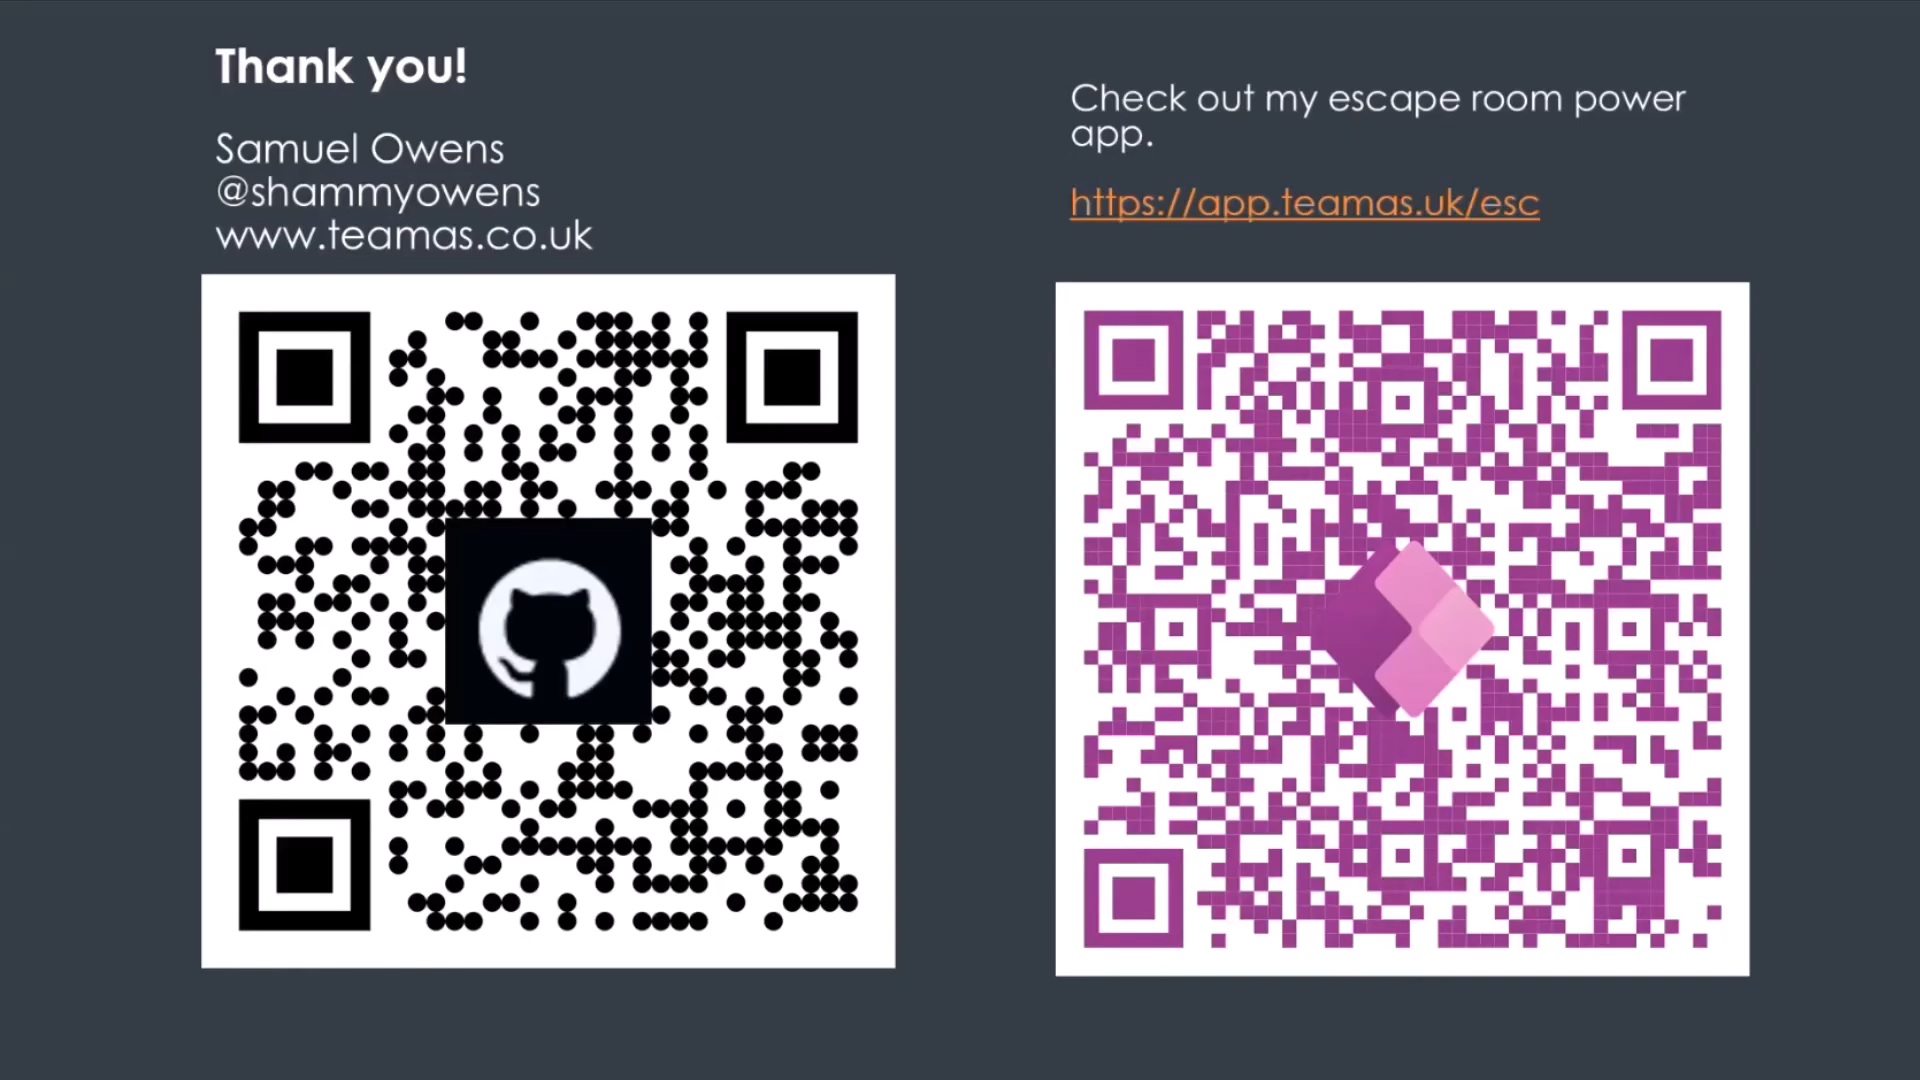 Thank you!
Samuel Owens
@shammyowens
www.teamas.co.uk
Check out my escape room power
app.
https://app.teamas.uk/esc